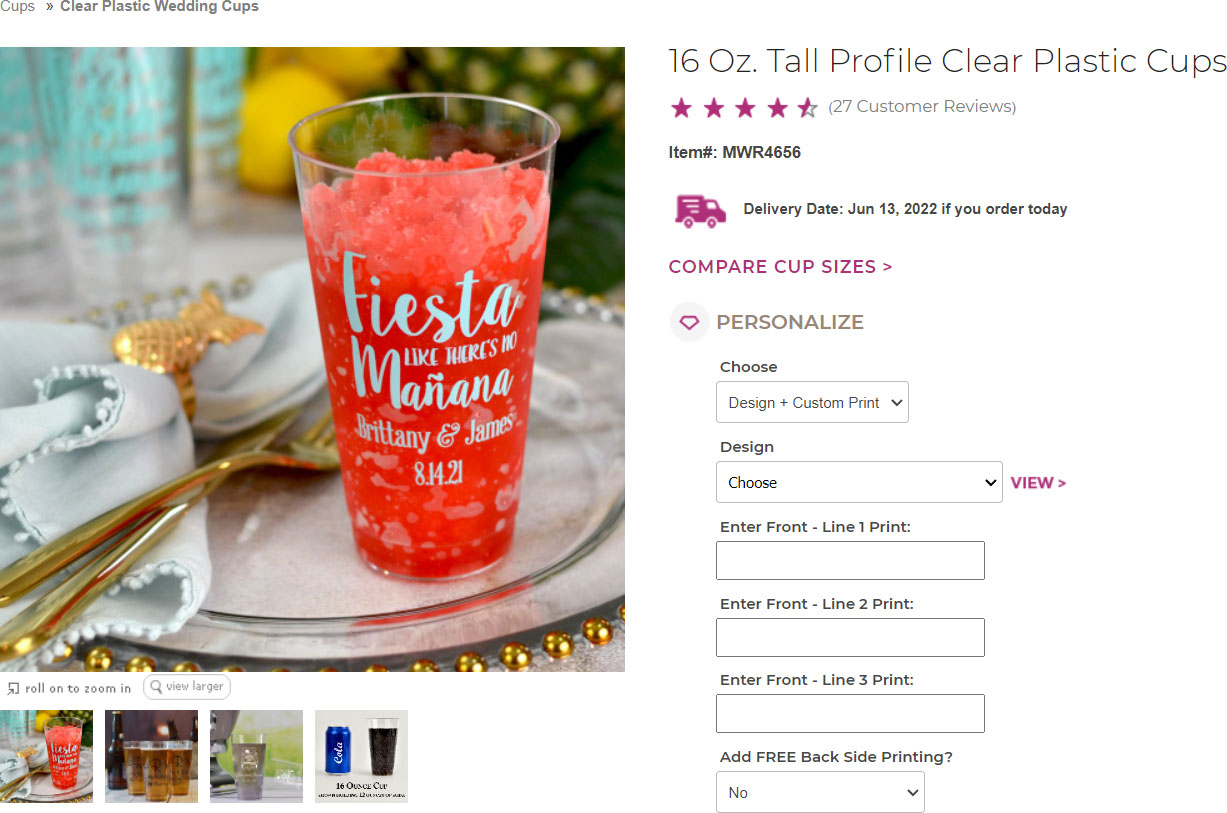 Cups » Clear Plastic Wedding Cups
16 Oz. Tall Profile Clear Plastic Cups
(27 Customer Reviews)
Item#: MWR4656
Delivery Date: Jun 13, 2022 if you order today
COMPARE CUP SIZES >
PERSONALIZE
Choose
Design + Custom Print
Design
Choose
VIEW >
Enter Front - Line 1 Print:
Enter Front - Line 2 Print:
Enter Front - Line 3 Print:
Add FREE Back Side Printing?
No
Fiesta
LIKE THERE'S NO
Mañana
Brittany & James
8.14.21
roll on to zoom in
view larger
Fiesta
Mañana
Cola
16 OUNCE CUP